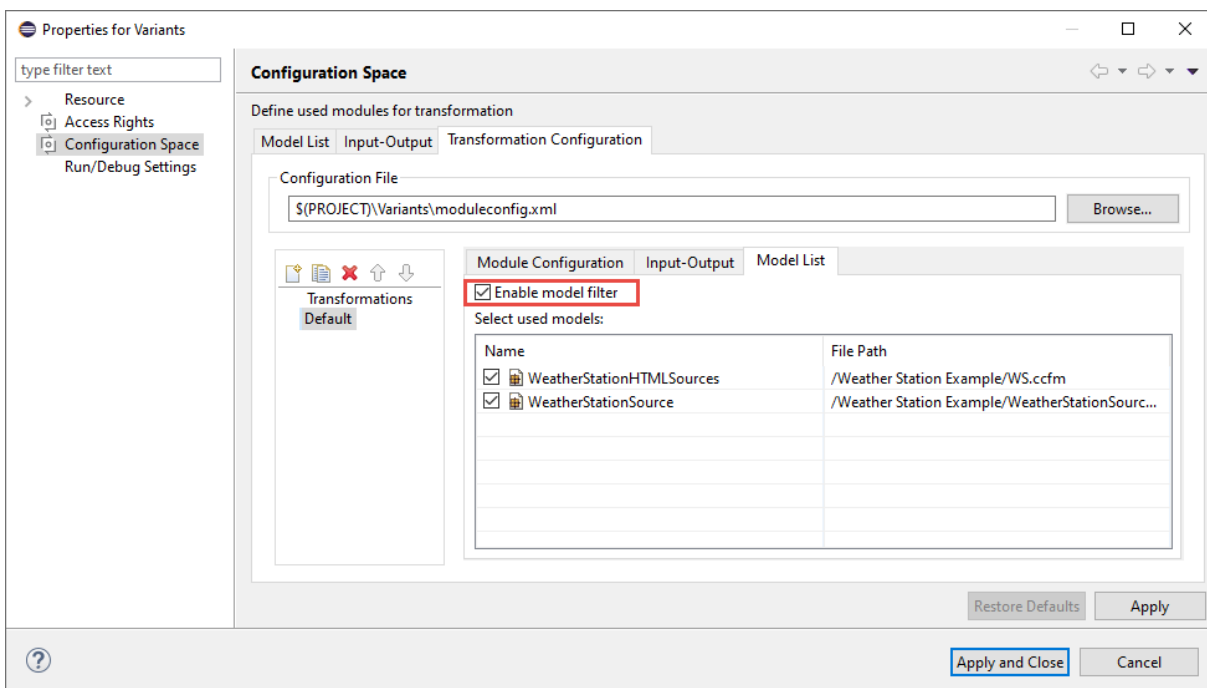 Properties for Variants
type filter text
Resource
Access Rights
Configuration Space
Run/Debug Settings
Configuration Space
Define used modules for transformation
Model List Input-Output Transformation Configuration
Configuration File
$(PROJECT)\Variants\moduleconfig.xml Browse...
Transformations
Default
Module Configuration Input-Output Model List
Enable model filter
Select used models:
Name File Path
WeatherStationHTMLSources /Weather Station Example/WS.ccfm
WeatherStationSource /Weather Station Example/WeatherStationSourc...
Restore Defaults Apply
Apply and Close Cancel